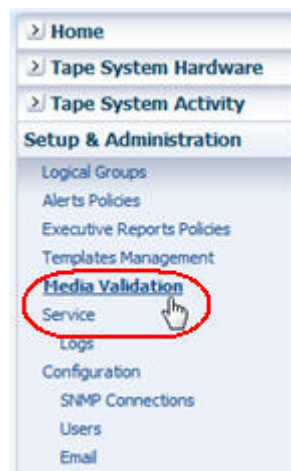 Home
Tape System Hardware
Tape System Activity
Setup & Administration
Logical Groups
Alerts Policies
Executive Reports Policies
Templates Management
Media Validation
Service
Logs
Configuration
SNMP Connections
Users
Email